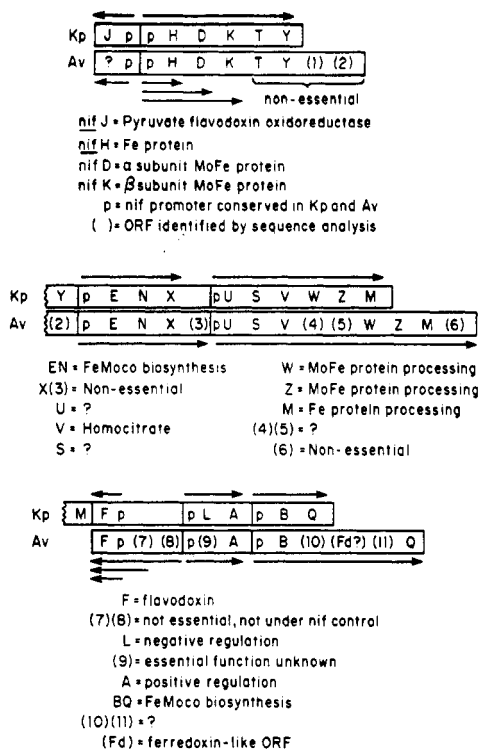 Kp J p p H D K T Y
Av ? p p H D K T Y (1) (2)
non-essential
nif J = Pyruvate flavodoxin oxidoreductase
nif H = Fe protein
nif D = α subunit MoFe protein
nif K = β subunit MoFe protein
p = nif promoter conserved in Kp and Av
( ) = ORF identified by sequence analysis
Kp Y p E N X pU S V W Z M
Av (2) p E N X (3) pU S V (4) (5) W Z M (6)
EN = FeMoco biosynthesis
X(3) = Non-essential
U = ?
V = Homocitrate
S = ?
W = MoFe protein processing
Z = MoFe protein processing
M = Fe protein processing
(4)(5) = ?
(6) = Non-essential
Kp M F p p L A p B Q
Av F p (7) (8) p(9) A p B (10) (Fd?) (11) Q
F = flavodoxin
(7)(8) = not essential, not under nif control
L = negative regulation
(9) = essential function unknown
A = positive regulation
BQ = FeMoco biosynthesis
(10)(11) = ?
(Fd) = ferredoxin-like ORF